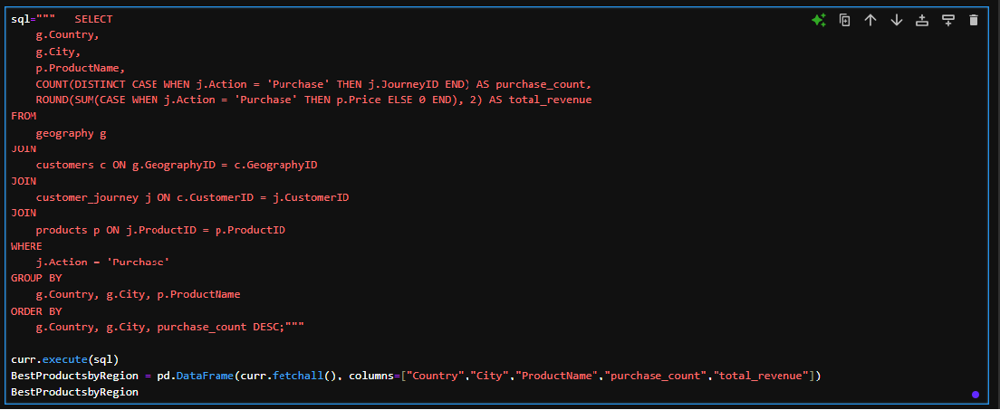 sql="""   SELECT
    g.Country,
    g.City,
    p.ProductName,
    COUNT(DISTINCT CASE WHEN j.Action = 'Purchase' THEN j.JourneyID END) AS purchase_count,
    ROUND(SUM(CASE WHEN j.Action = 'Purchase' THEN p.Price ELSE 0 END), 2) AS total_revenue
FROM
    geography g
JOIN
    customers c ON g.GeographyID = c.GeographyID
JOIN
    customer_journey j ON c.CustomerID = j.CustomerID
JOIN
    products p ON j.ProductID = p.ProductID
WHERE
    j.Action = 'Purchase'
GROUP BY
    g.Country, g.City, p.ProductName
ORDER BY
    g.Country, g.City, purchase_count DESC;"""

curr.execute(sql)
BestProductsbyRegion = pd.DataFrame(curr.fetchall(), columns=["Country","City","ProductName","purchase_count","total_revenue"])
BestProductsbyRegion